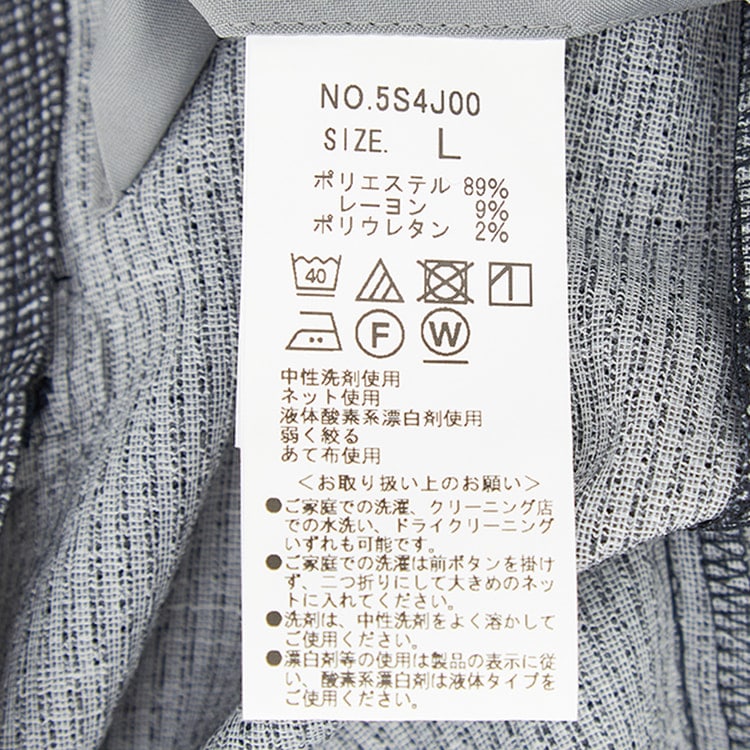 NO.5S4J00
SIZE. L
ポリエステル 89%
レーヨン 9%
ポリウレタン 2%
40
F W
中性洗剤使用
ネット使用
液体酸素系漂白剤使用
弱く絞る
あて布使用
＜お取り扱い上のお願い＞
●ご家庭での洗濯、クリーニング店
での水洗い、ドライクリーニング
いずれも可能です。
●ご家庭での洗濯は前ボタンを掛け
ず、二つ折りにして大きめのネット
に入れてください。
●洗剤は、中性洗剤をよく溶かして
ご使用ください。
●漂白剤等の使用は製品の表示に従
い、酸素系漂白剤は液体タイプを
ご使用ください。